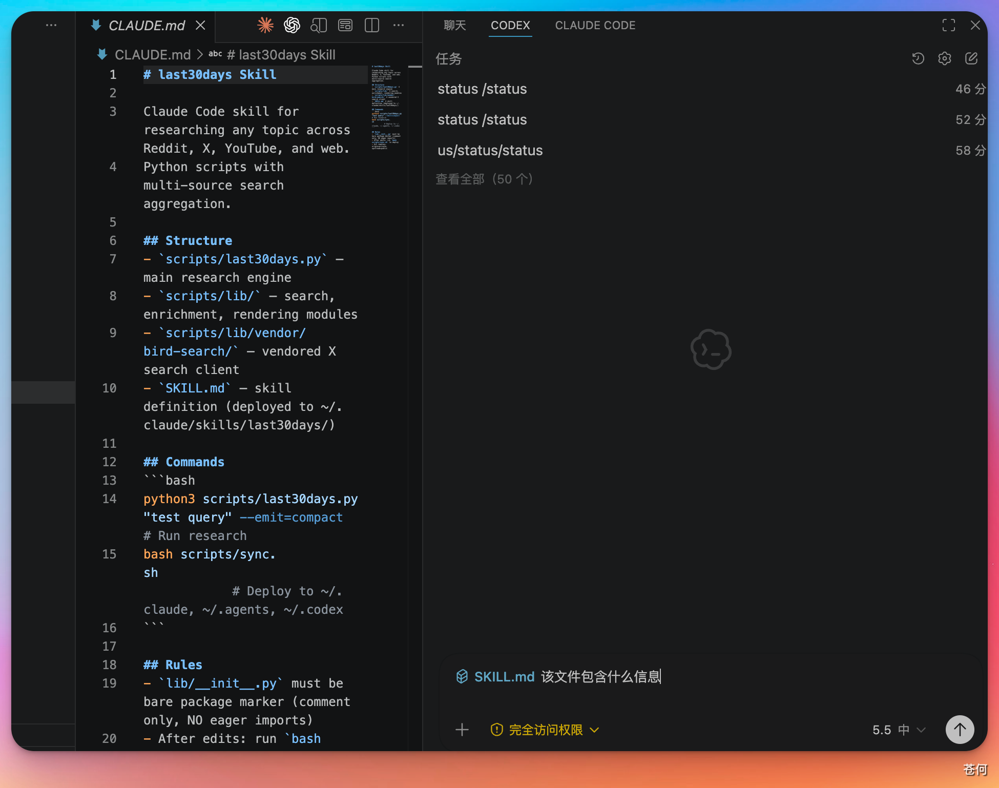 CLAUDE.md
CLAUDE.md > abc # last30days Skill
1 # last30days Skill
2
3 Claude Code skill for
researching any topic across
Reddit, X, YouTube, and web.
4 Python scripts with
multi-source search
aggregation.
5
6 ## Structure
7 - `scripts/last30days.py` —
main research engine
8 - `scripts/lib/` — search,
enrichment, rendering modules
9 - `scripts/lib/vendor/
bird-search/` — vendored X
search client
10 - `SKILL.md` — skill
definition (deployed to ~/.
claude/skills/last30days/)
11
12 ## Commands
13 ```bash
14 python3 scripts/last30days.py
"test query" --emit=compact
# Run research
15 bash scripts/sync.
sh
# Deploy to ~/.
claude, ~/.agents, ~/.codex
16 ```
17
18 ## Rules
19 - `lib/__init__.py` must be
bare package marker (comment
only, NO eager imports)
20 - After edits: run `bash
聊天 CODEX CLAUDE CODE
任务
status /status 46 分
status /status 52 分
us/status/status 58 分
查看全部（50 个）
SKILL.md 该文件包含什么信息
完全访问权限 5.5 中
苍何